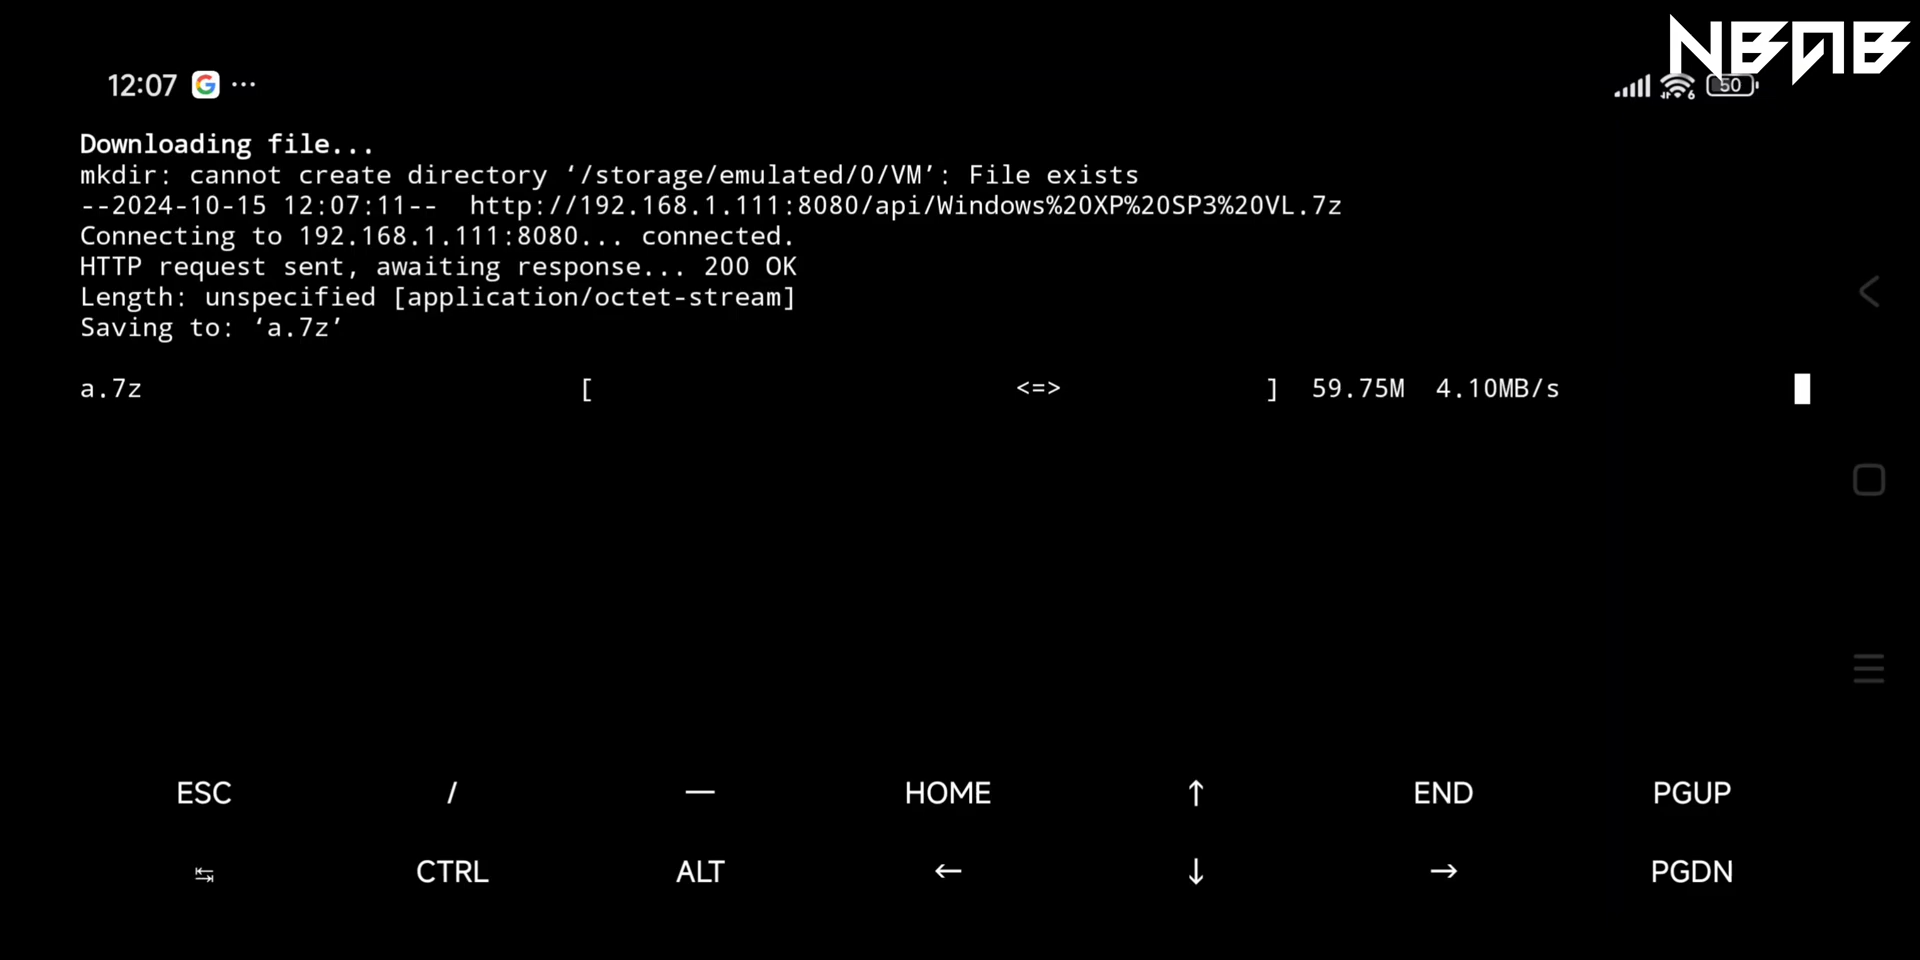 NBAB
12:07 G ...
50
6
Downloading file...
mkdir: cannot create directory ‘/storage/emulated/0/VM’: File exists
--2024-10-15 12:07:11--  http://192.168.1.111:8080/api/Windows%20XP%20SP3%20VL.7z
Connecting to 192.168.1.111:8080... connected.
HTTP request sent, awaiting response... 200 OK
Length: unspecified [application/octet-stream]
Saving to: ‘a.7z’
a.7z [ <=> ] 59.75M 4.10MB/s
ESC / — HOME ↑ END PGUP
↹ CTRL ALT ← ↓ → PGDN